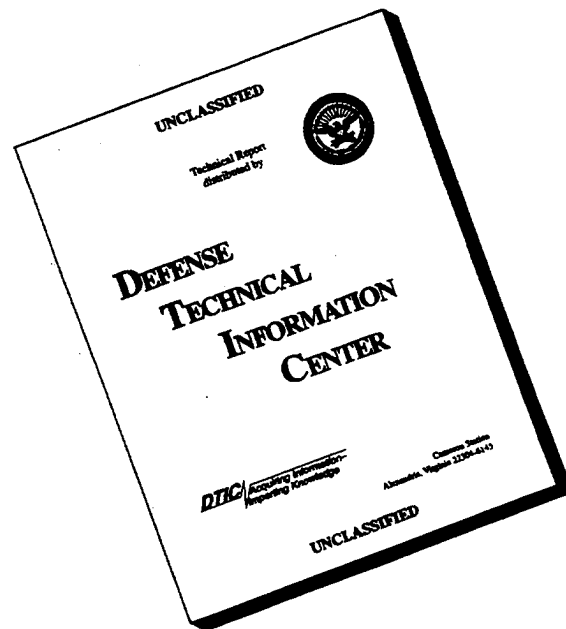 UNCLASSIFIED
Technical Report
distributed by
DEFENSE
TECHNICAL
INFORMATION
CENTER
DTIC
Acquiring Information-
Imparting Knowledge
Cameron Station
Alexandria, Virginia 22304-6145
UNCLASSIFIED